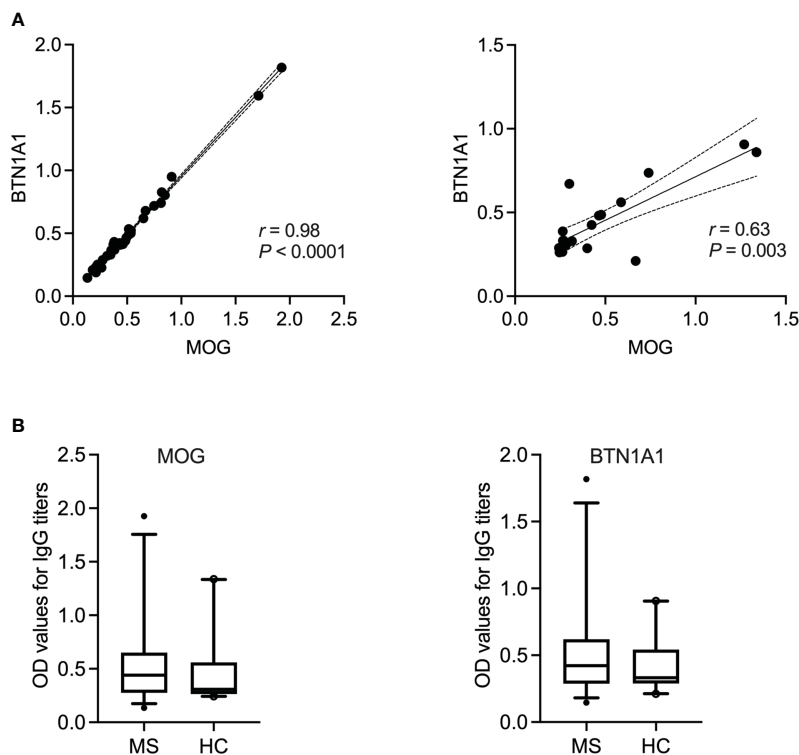 A
2.0
1.5
1.0
0.5
0.0
BTN1A1
0.0 0.5 1.0 1.5 2.0 2.5
MOG
r = 0.98
P < 0.0001
1.5
1.0
0.5
0.0
BTN1A1
0.0 0.5 1.0 1.5
MOG
r = 0.63
P = 0.003
B
MOG
2.5
2.0
1.5
1.0
0.5
0.0
OD values for IgG titers
MS HC
BTN1A1
2.0
1.5
1.0
0.5
0.0
OD values for IgG titers
MS HC